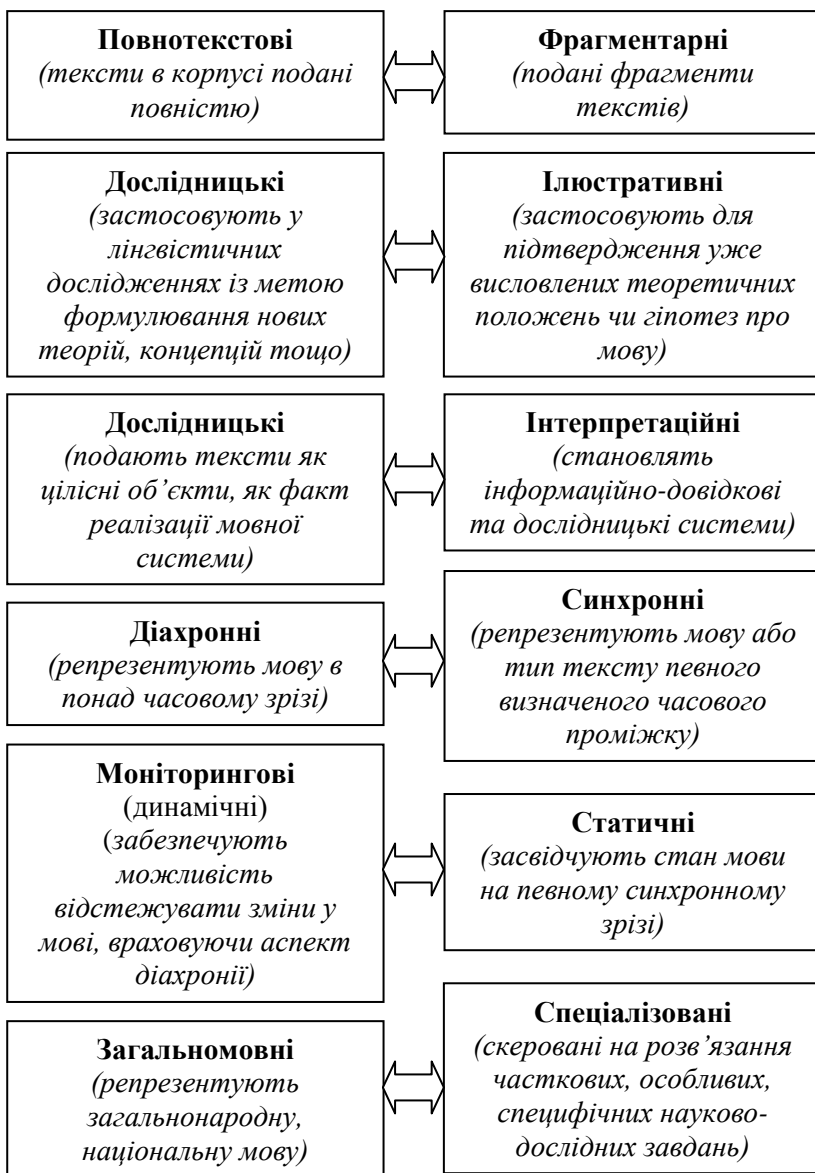 Повнотекстові
(тексти в корпусі подані
повністю)
Фрагментарні
(подані фрагменти
текстів)
Дослідницькі
(застосовують у
лінгвістичних
дослідженнях із метою
формулювання нових
теорій, концепцій тощо)
Ілюстративні
(застосовують для
підтвердження уже
висловлених теоретичних
положень чи гіпотез про
мову)
Дослідницькі
(подають тексти як
цілісні об’єкти, як факт
реалізації мовної
системи)
Інтерпретаційні
(становлять
інформаційно-довідкові
та дослідницькі системи)
Діахронні
(репрезентують мову в
понад часовому зрізі)
Синхронні
(репрезентують мову або
тип тексту певного
визначеного часового
проміжку)
Моніторингові
(динамічні)
(забезпечують
можливість
відстежувати зміни у
мові, враховуючи аспект
діахронії)
Статичні
(засвідчують стан мови
на певному синхронному
зрізі)
Загальномовні
(репрезентують
загальнонародну,
національну мову)
Спеціалізовані
(скеровані на розв’язання
часткових, особливих,
специфічних науково-
дослідних завдань)